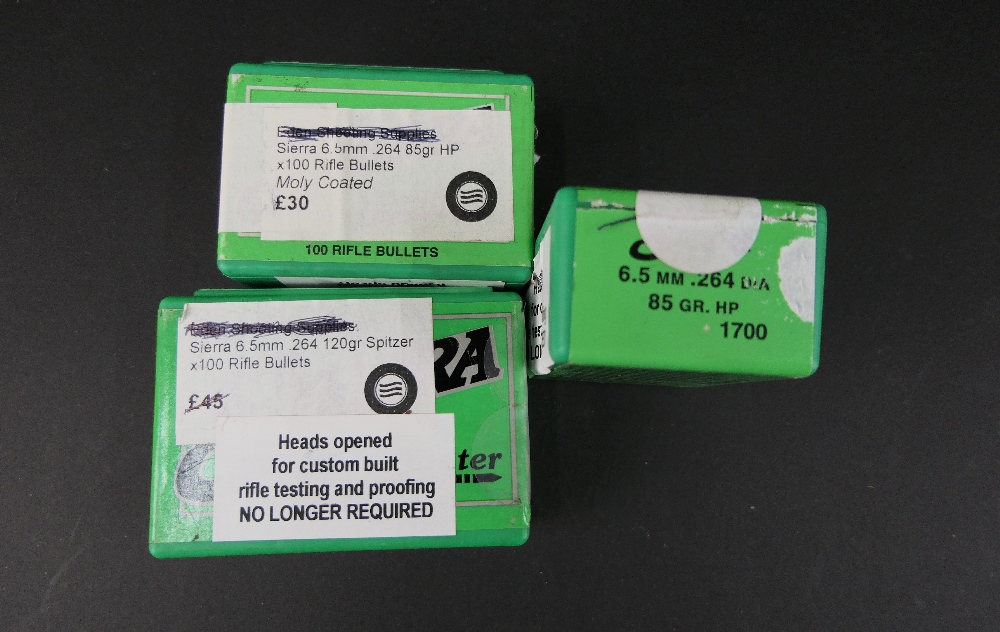 Eden Shooting Supplies
Sierra 6.5mm .264 85gr HP
x100 Rifle Bullets
Moly Coated
£30
100 RIFLE BULLETS
6.5 MM .264 DIA
85 GR. HP
1700
Eden Shooting Supplies
Sierra 6.5mm .264 120gr Spitzer
x100 Rifle Bullets
£45
RA
Heads opened
for custom built
rifle testing and proofing
NO LONGER REQUIRED